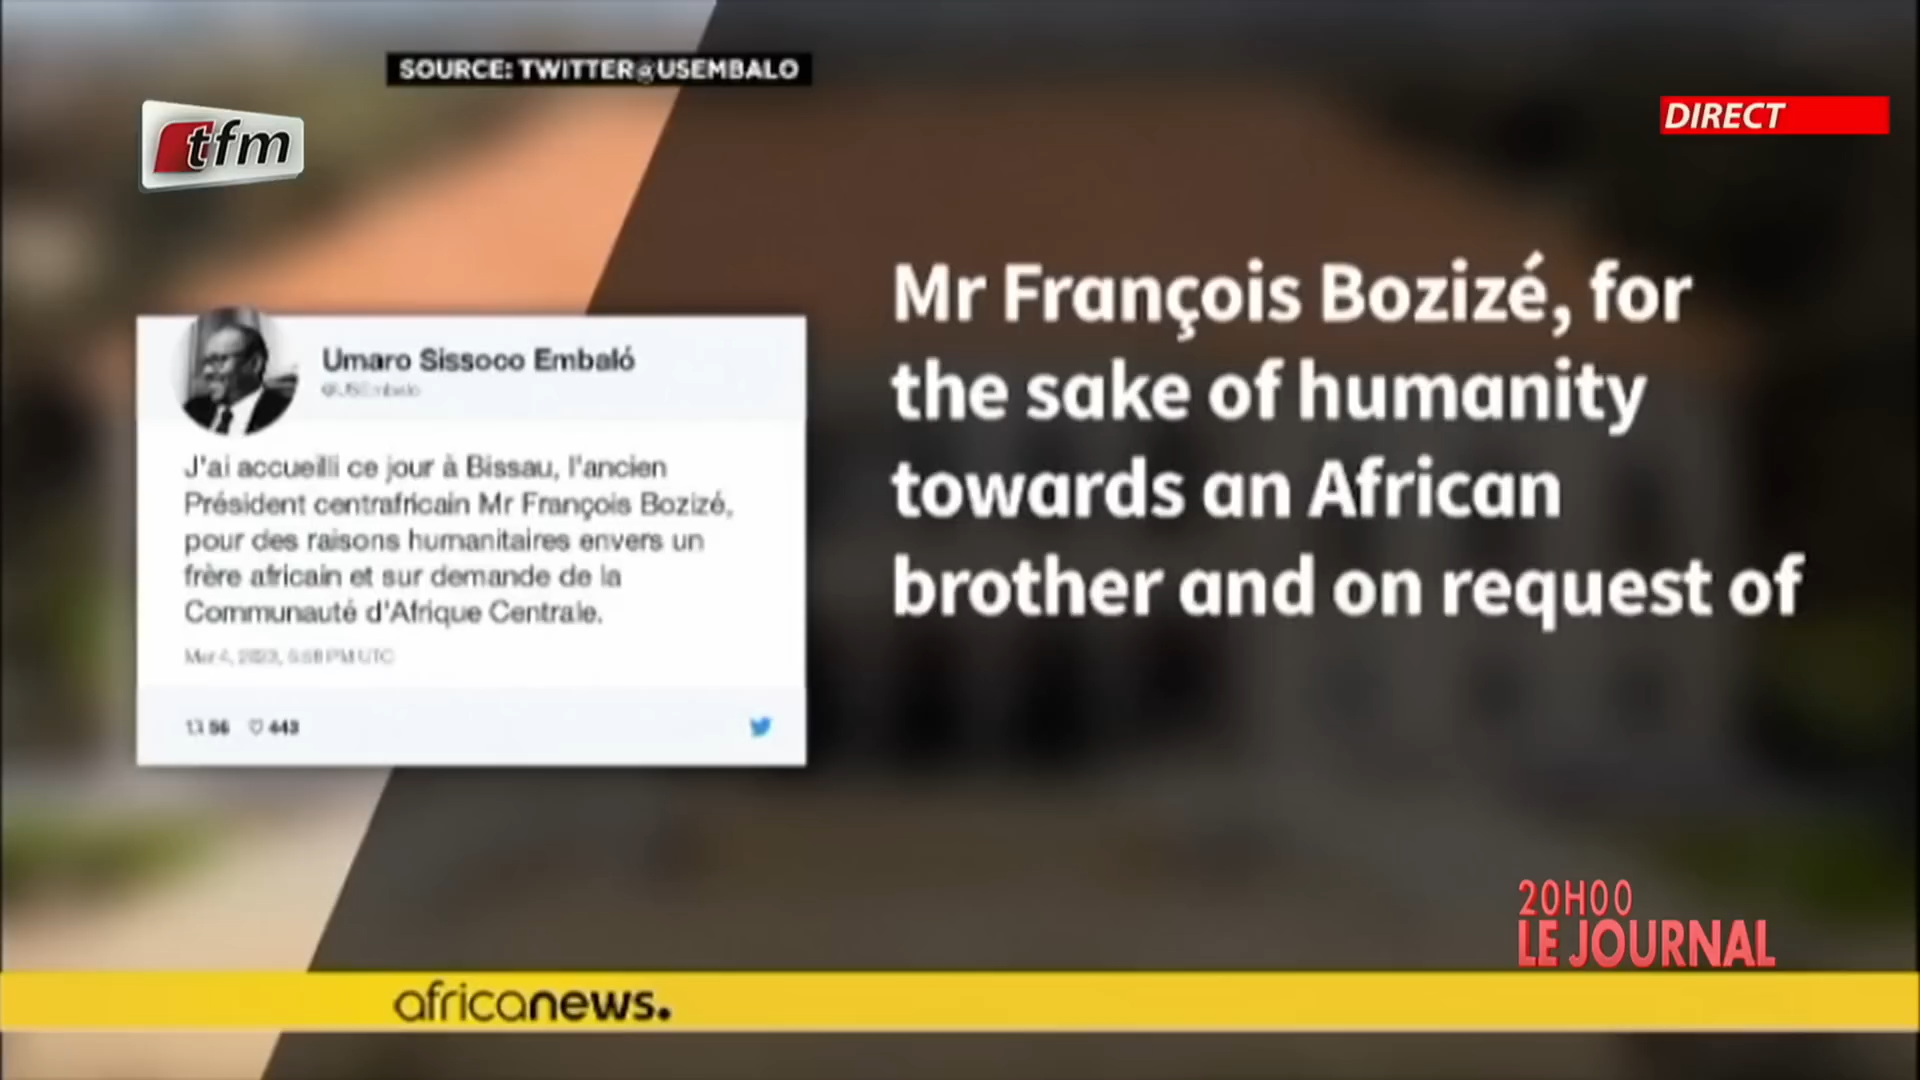 SOURCE: TWITTER@USEMBALO
tfm
DIRECT
Umaro Sissoco Embaló
@USEmbalo
J'ai accueilli ce jour à Bissau, l'ancien
Président centrafricain Mr François Bozizé,
pour des raisons humanitaires envers un
frère africain et sur demande de la
Communauté d'Afrique Centrale.
56 443
Mr François Bozizé, for
the sake of humanity
towards an African
brother and on request of
20H00
LE JOURNAL
africanews.